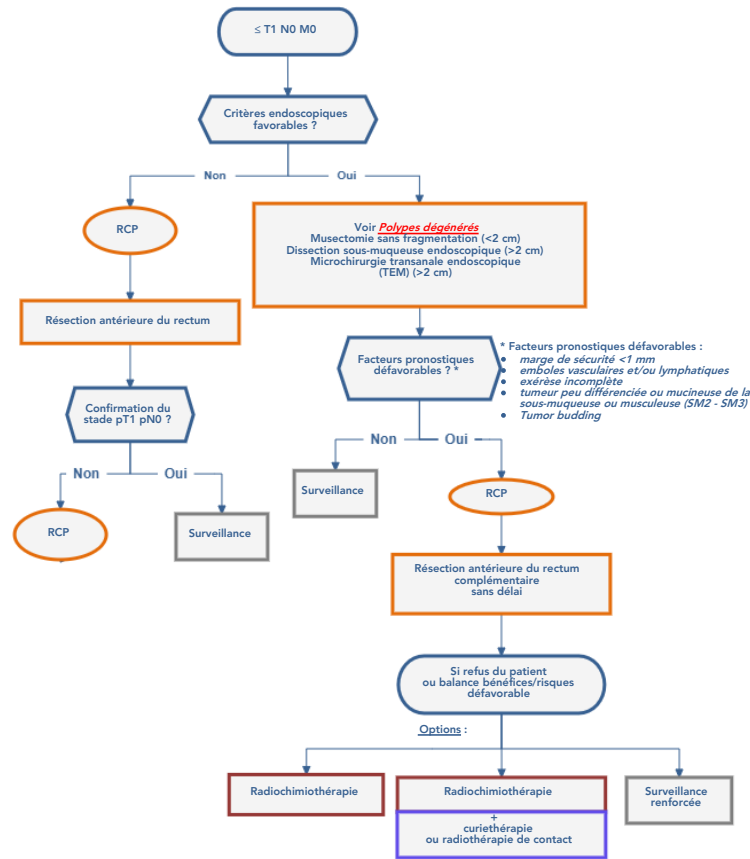 ≤ T1 N0 M0
Critères endoscopiques
favorables ?
Non
Oui
RCP
Voir Polypes dégénérés
Musectomie sans fragmentation (<2 cm)
Dissection sous-muqueuse endoscopique (>2 cm)
Microchirurgie transanale endoscopique
(TEM) (>2 cm)
Résection antérieure du rectum
Facteurs pronostiques
défavorables ? *
* Facteurs pronostiques défavorables :
• marge de sécurité <1 mm
• emboles vasculaires et/ou lymphatiques
• exérèse incomplète
• tumeur peu différenciée ou mucineuse de la
sous-muqueuse ou musculeuse (SM2 - SM3)
• Tumor budding
Confirmation du
stade pT1 pN0 ?
Non
Oui
Non
Oui
RCP
Surveillance
Surveillance
RCP
Résection antérieure du rectum
complémentaire
sans délai
Si refus du patient
ou balance bénéfices/risques
défavorable
Options :
Radiochimiothérapie
Radiochimiothérapie
+
curiethérapie
ou radiothérapie de contact
Surveillance
renforcée